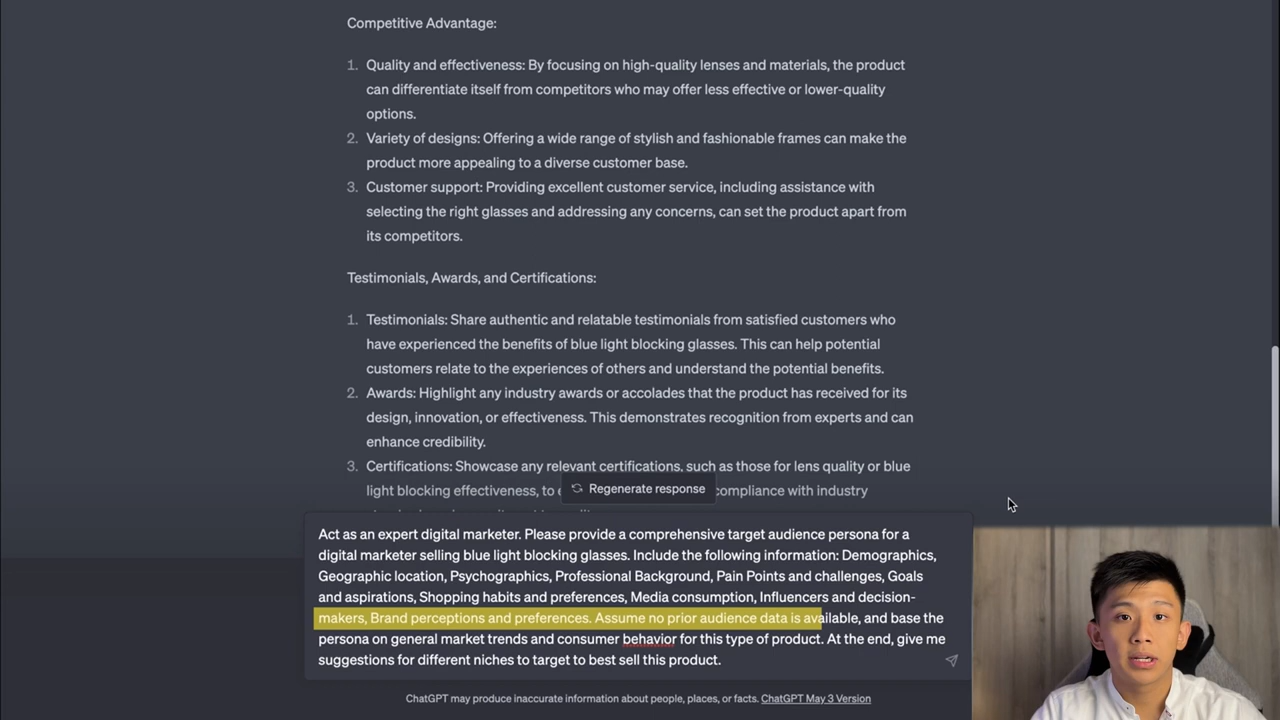 Competitive Advantage:
1. Quality and effectiveness: By focusing on high-quality lenses and materials, the product
can differentiate itself from competitors who may offer less effective or lower-quality
options.
2. Variety of designs: Offering a wide range of stylish and fashionable frames can make the
product more appealing to a diverse customer base.
3. Customer support: Providing excellent customer service, including assistance with
selecting the right glasses and addressing any concerns, can set the product apart from
its competitors.
Testimonials, Awards, and Certifications:
1. Testimonials: Share authentic and relatable testimonials from satisfied customers who
have experienced the benefits of blue light blocking glasses. This can help potential
customers relate to the experiences of others and understand the potential benefits.
2. Awards: Highlight any industry awards or accolades that the product has received for its
design, innovation, or effectiveness. This demonstrates recognition from experts and can
enhance credibility.
3. Certifications: Showcase any relevant certifications, such as those for lens quality or blue
light blocking effectiveness, to compliance with industry
Regenerate response
Act as an expert digital marketer. Please provide a comprehensive target audience persona for a
digital marketer selling blue light blocking glasses. Include the following information: Demographics,
Geographic location, Psychographics, Professional Background, Pain Points and challenges, Goals
and aspirations, Shopping habits and preferences, Media consumption, Influencers and decision-
makers, Brand perceptions and preferences. Assume no prior audience data is available, and base the
persona on general market trends and consumer behavior for this type of product. At the end, give me
suggestions for different niches to target to best sell this product.
ChatGPT may produce inaccurate information about people, places, or facts. ChatGPT May 3 Version